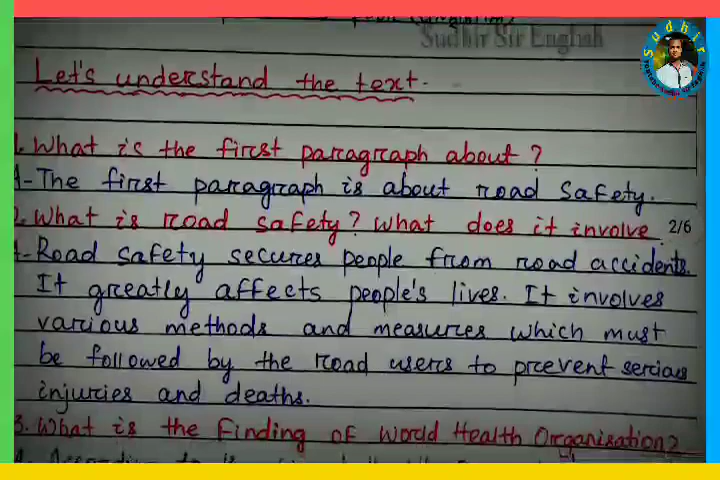 Sudhir Sir English
Sudhir
Let's understand the text.
1. What is the first paragraph about?
A- The first paragraph is about road safety.
2. What is road safety? What does it involve.
2/6
A- Road safety secures people from road accidents.
It greatly affects people's lives. It involves
various methods and measures which must
be followed by the road users to prevent serious
injuries and deaths.
3. What is the finding of World Health Organisation?